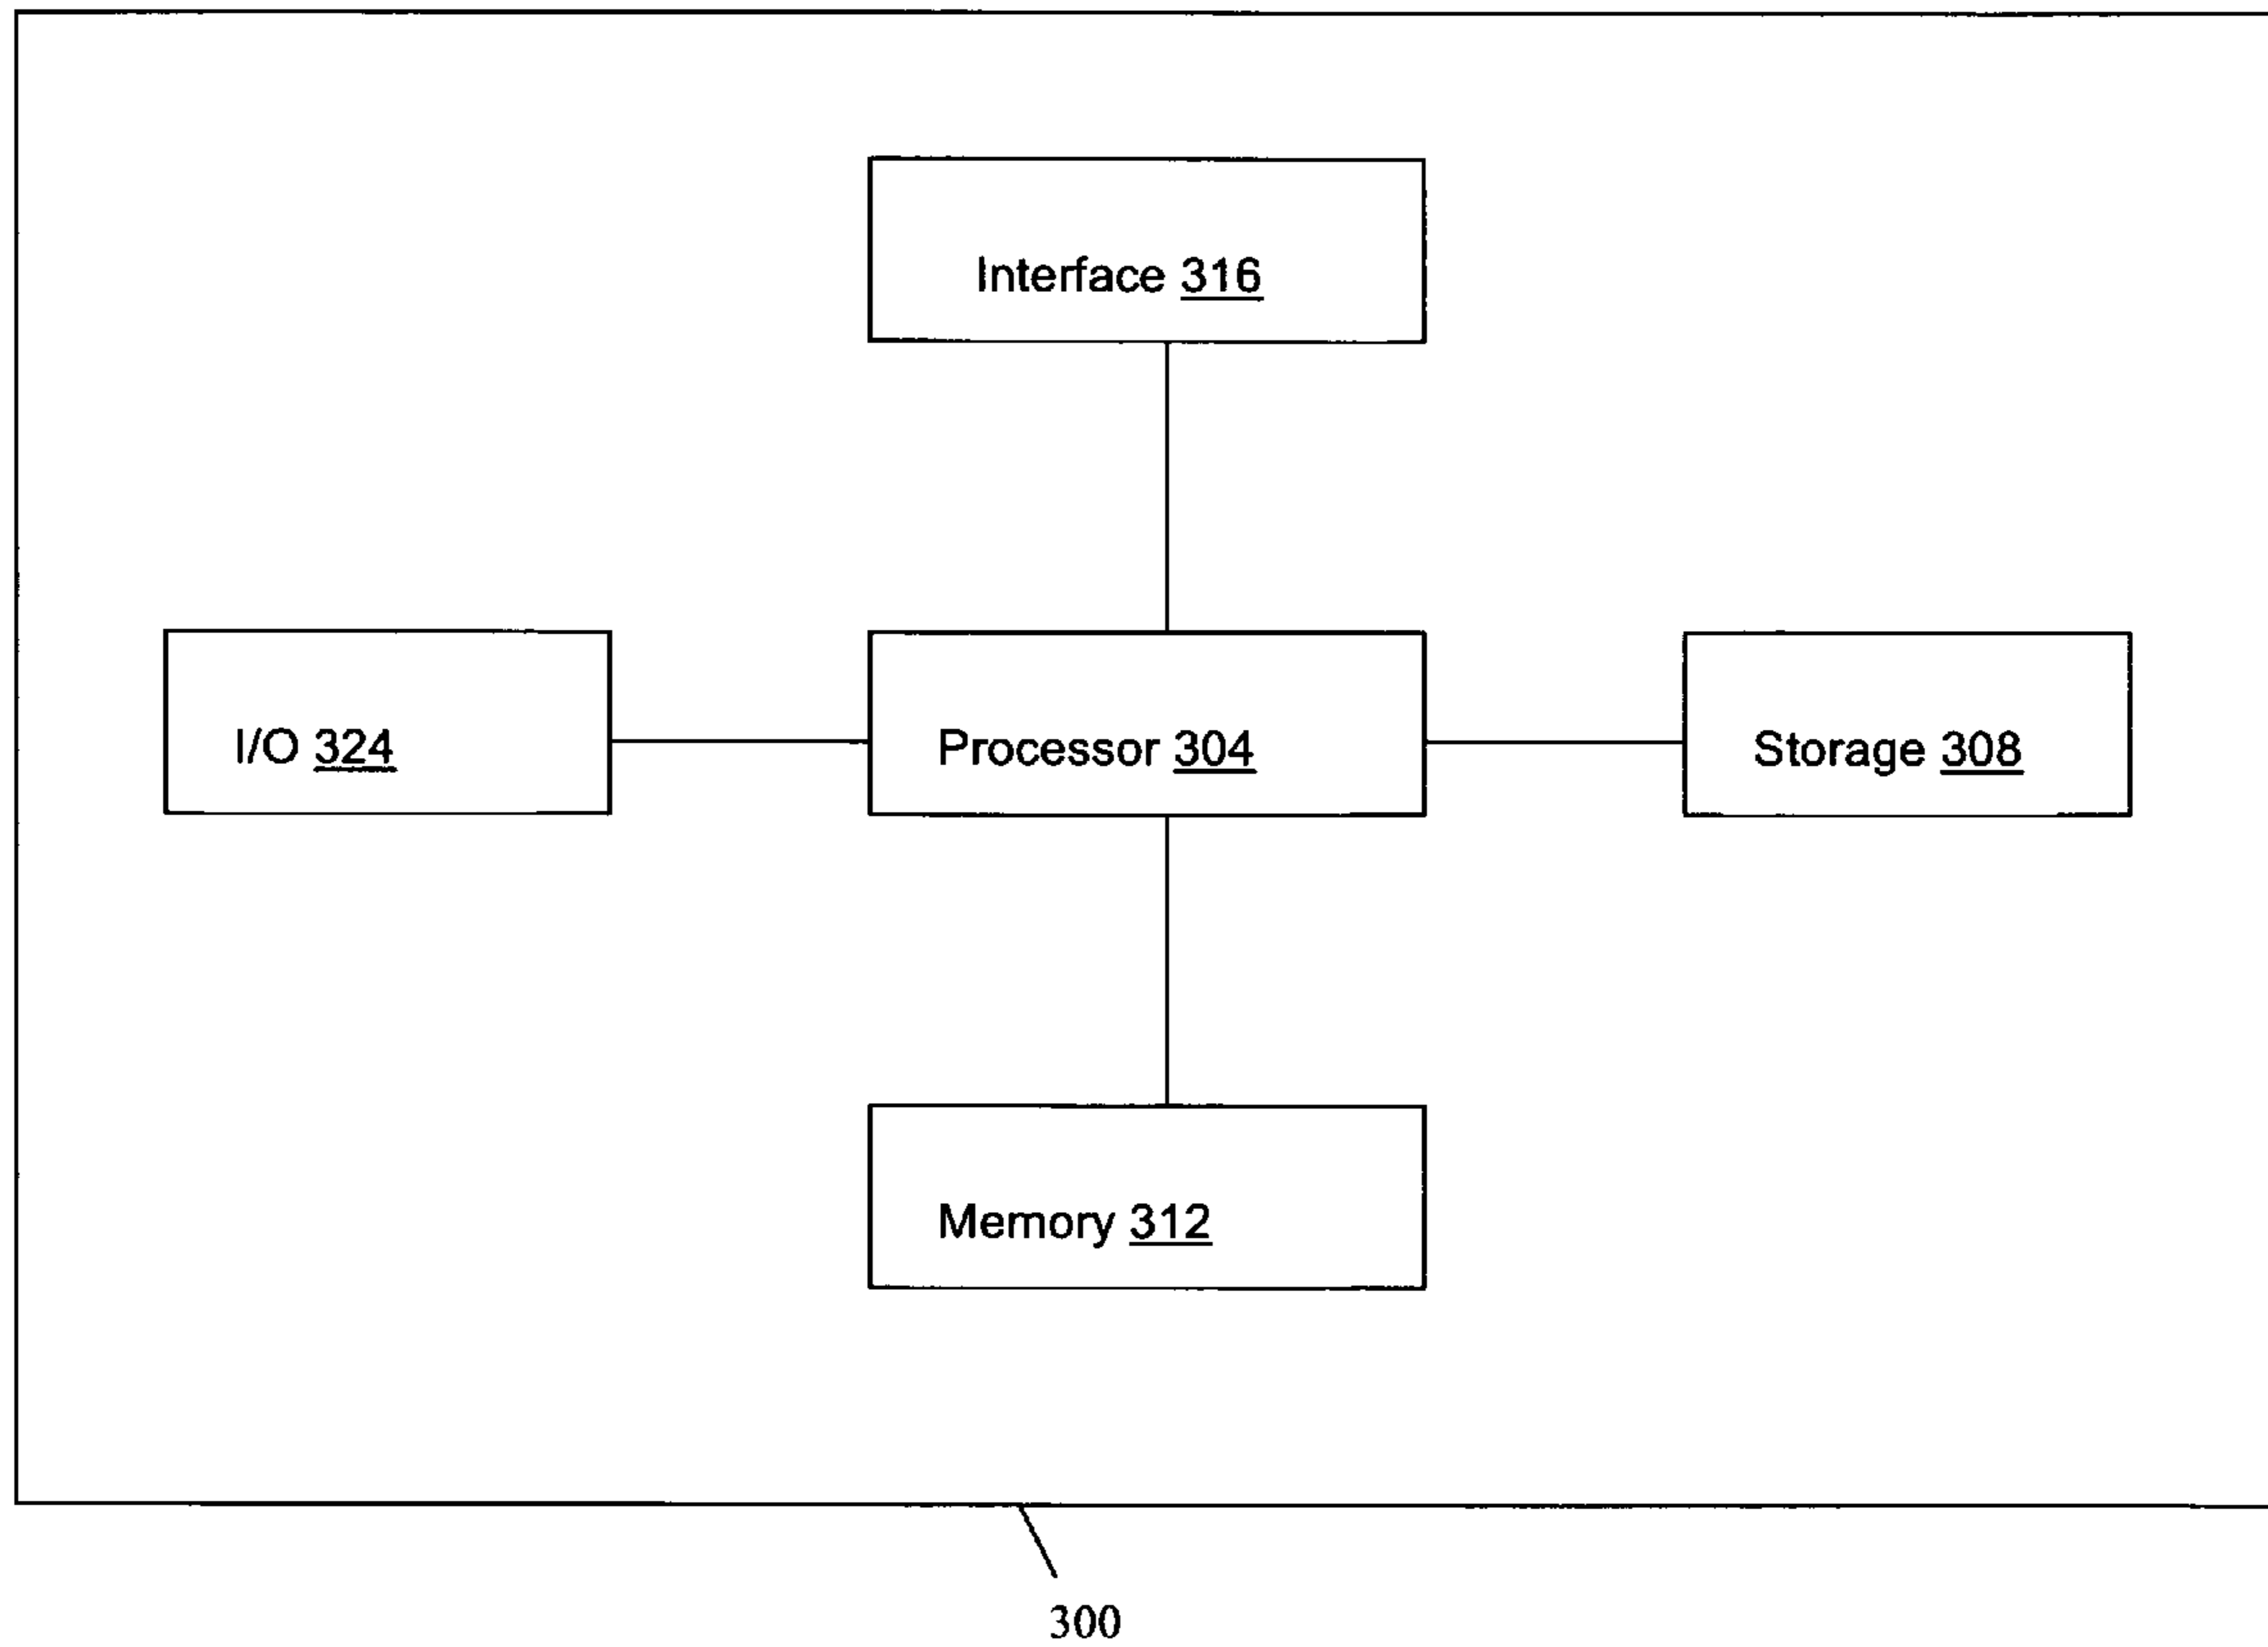 Interface 316
I/O 324
Processor 304
Storage 308
Memory 312
300